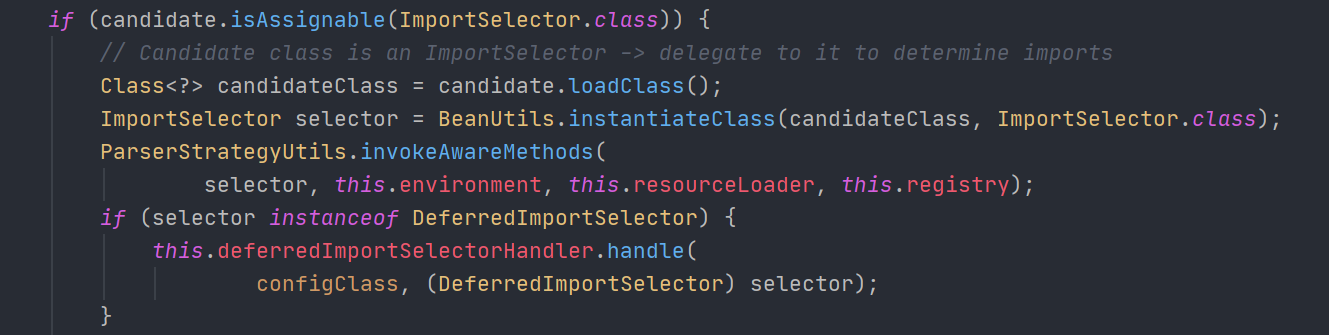 if (candidate.isAssignable(ImportSelector.class)) {
// Candidate class is an ImportSelector -> delegate to it to determine imports
Class<?> candidateClass = candidate.loadClass();
ImportSelector selector = BeanUtils.instantiateClass(candidateClass, ImportSelector.class);
ParserStrategyUtils.invokeAwareMethods(
selector, this.environment, this.resourceLoader, this.registry);
if (selector instanceof DeferredImportSelector) {
this.deferredImportSelectorHandler.handle(
configClass, (DeferredImportSelector) selector);
}